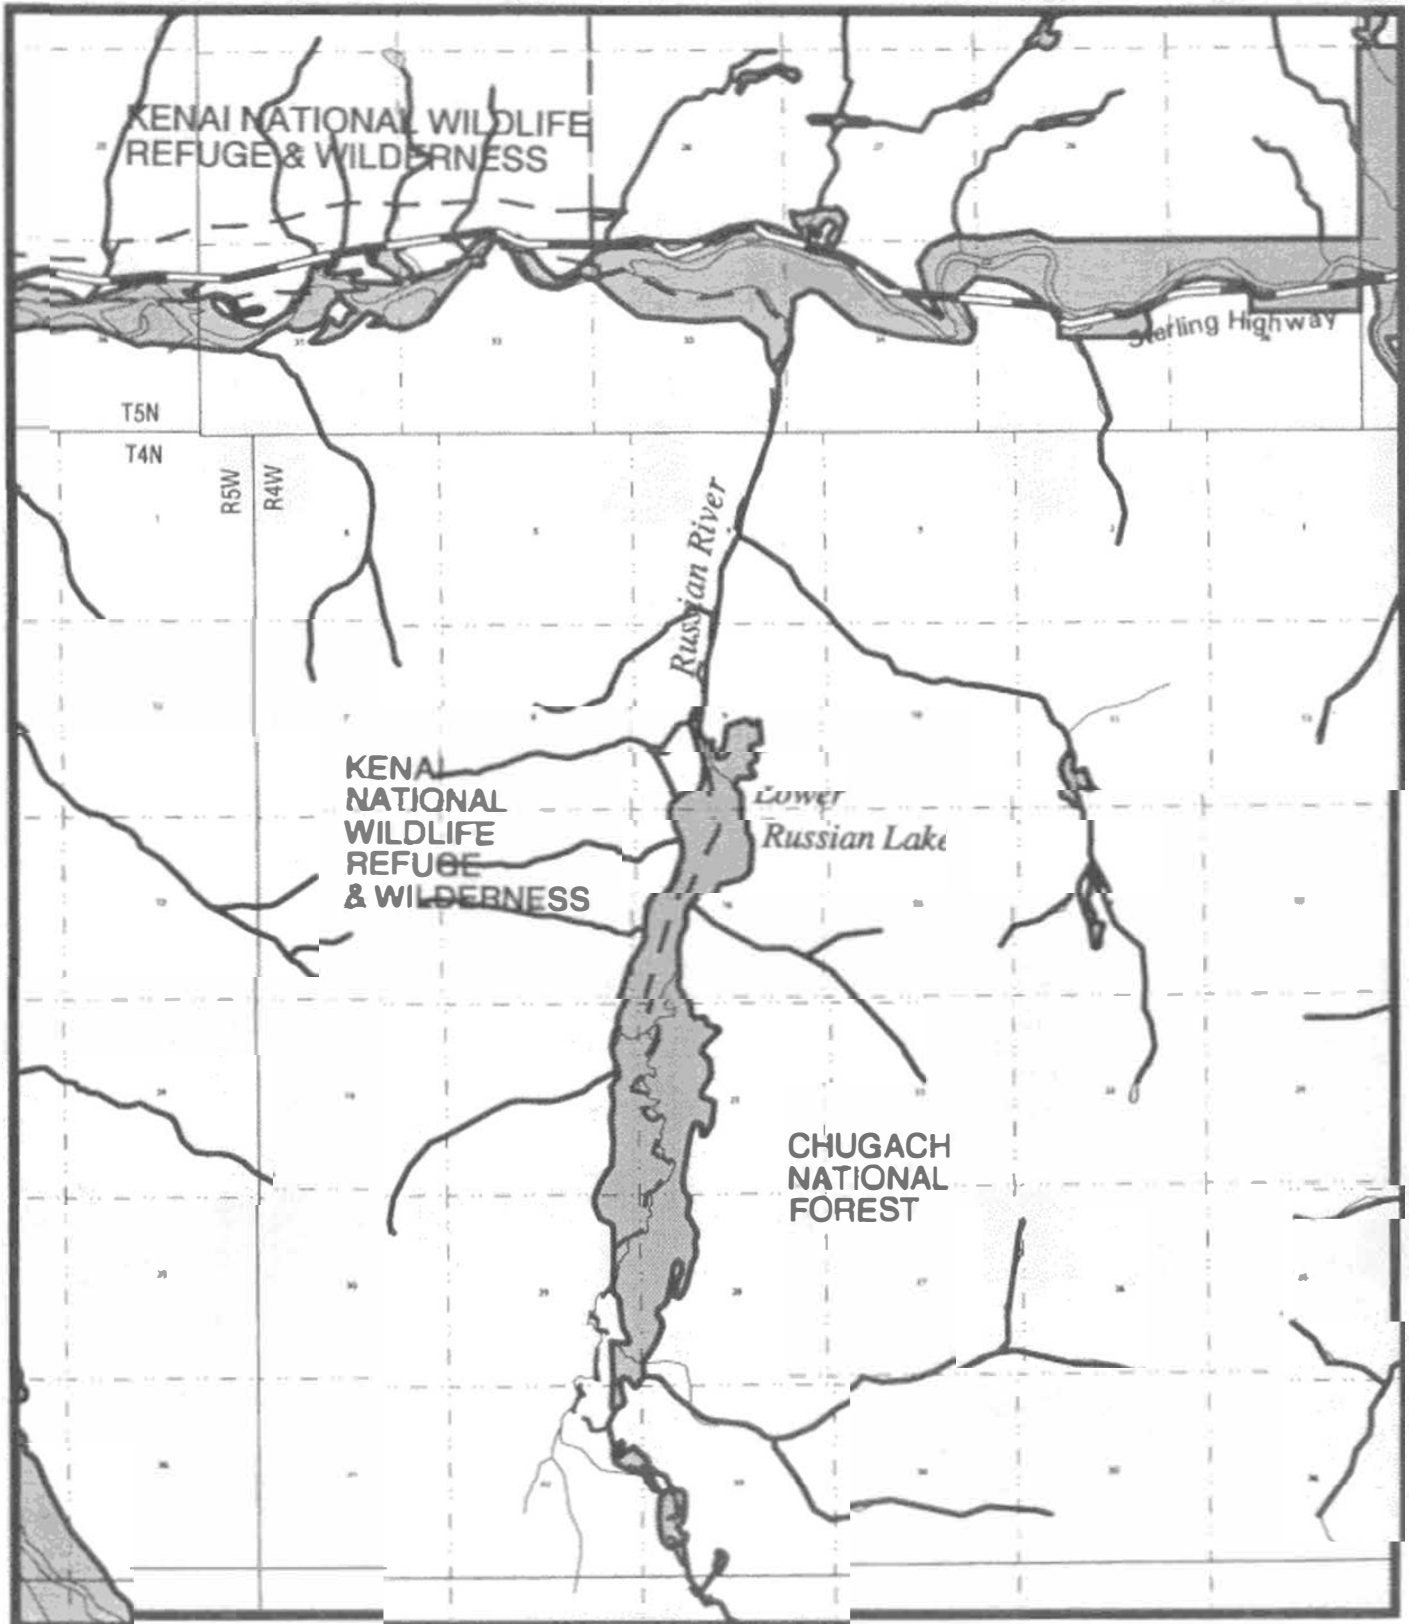 KENAI NATIONAL WILDLIFE
REFUGE & WILDERNESS
Sterling Highway
T5N
T4N
R5W
R4W
Russian River
KENAI
NATIONAL
WILDLIFE
REFUGE
& WILDERNESS
Lower
Russian Lake
CHUGACH
NATIONAL
FOREST